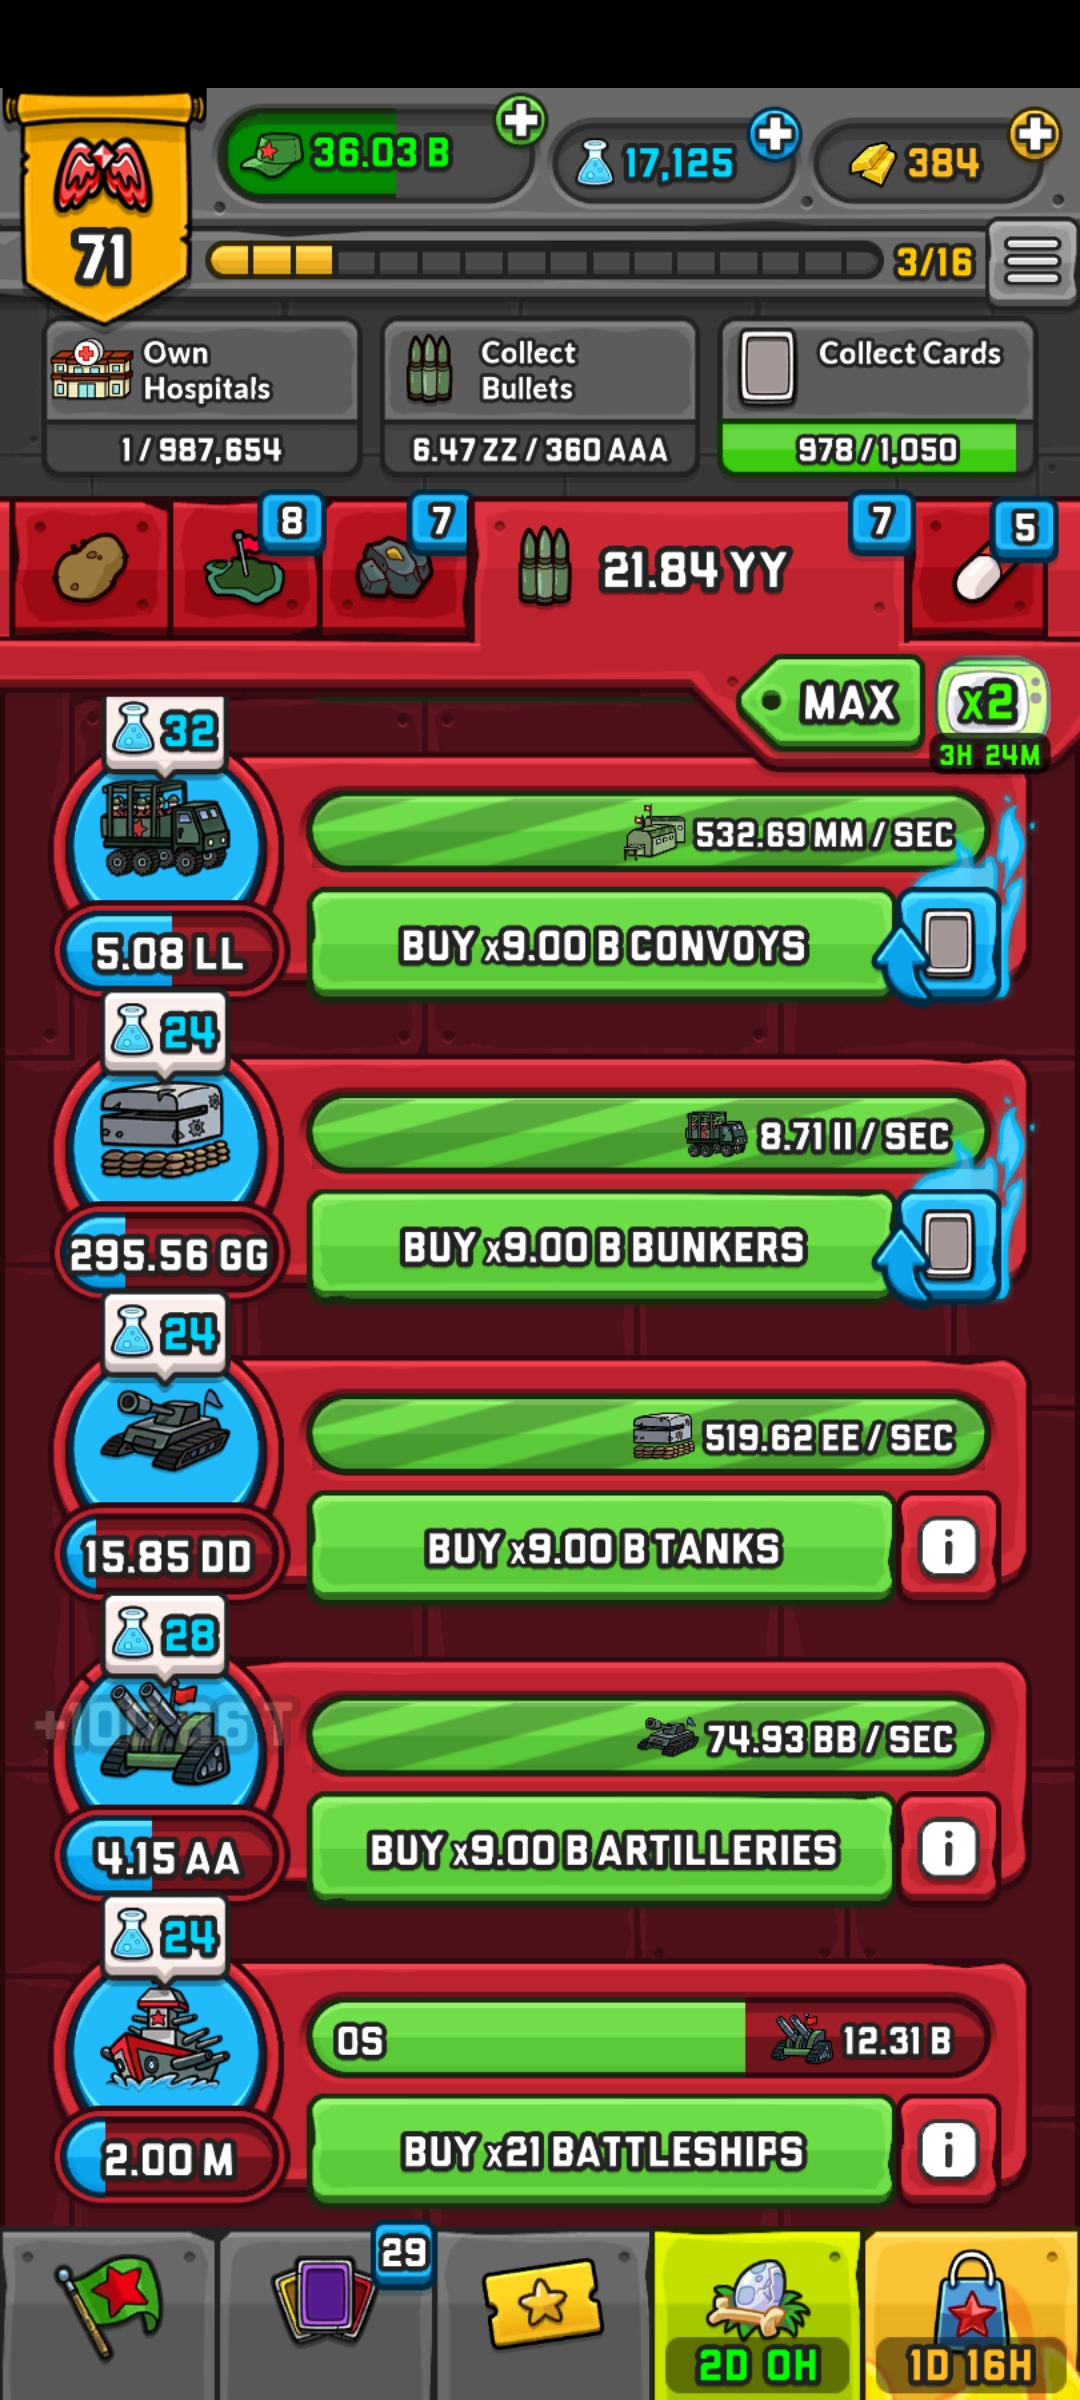 36.03 B
17,125
384
71
3/16
Own
Hospitals
1/987,654
Collect
Bullets
6.47 ZZ / 360 AAA
Collect Cards
978/1,050
8
7
21.84 YY
7
5
MAX
x2
3H 24M
32
532.69 MM / SEC
5.08 LL
BUY x9.00 B CONVOYS
24
8.71 II / SEC
295.56 GG
BUY x9.00 B BUNKERS
24
519.62 EE / SEC
15.85 DD
BUY x9.00 B TANKS
i
28
74.93 BB / SEC
4.15 AA
BUY x9.00 B ARTILLERIES
i
24
0S
12.31 B
2.00 M
BUY x21 BATTLESHIPS
i
29
2D 0H
1D 16H